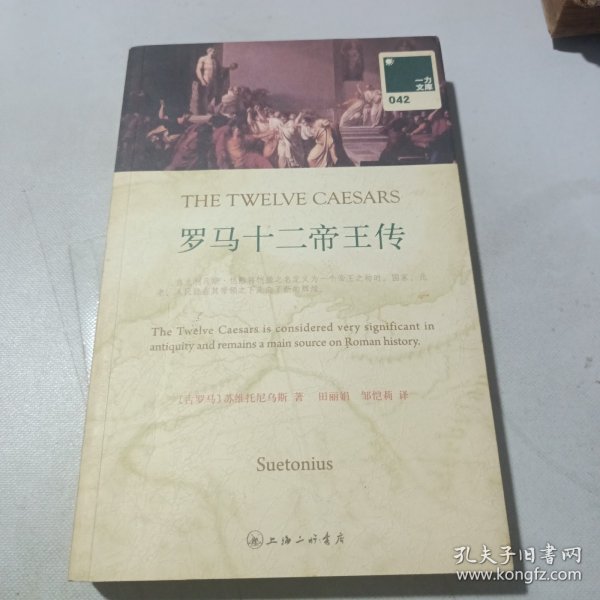 一力
文库
042
THE TWELVE CAESARS
罗马十二帝王传
The Twelve Caesars is considered very significant in
antiquity and remains a main source on Roman history.
［古罗马］苏维托尼乌斯 著 田丽娟 邹恺莉 译
Suetonius
上海三联书店
孔夫子旧书网
www.kongfz.com